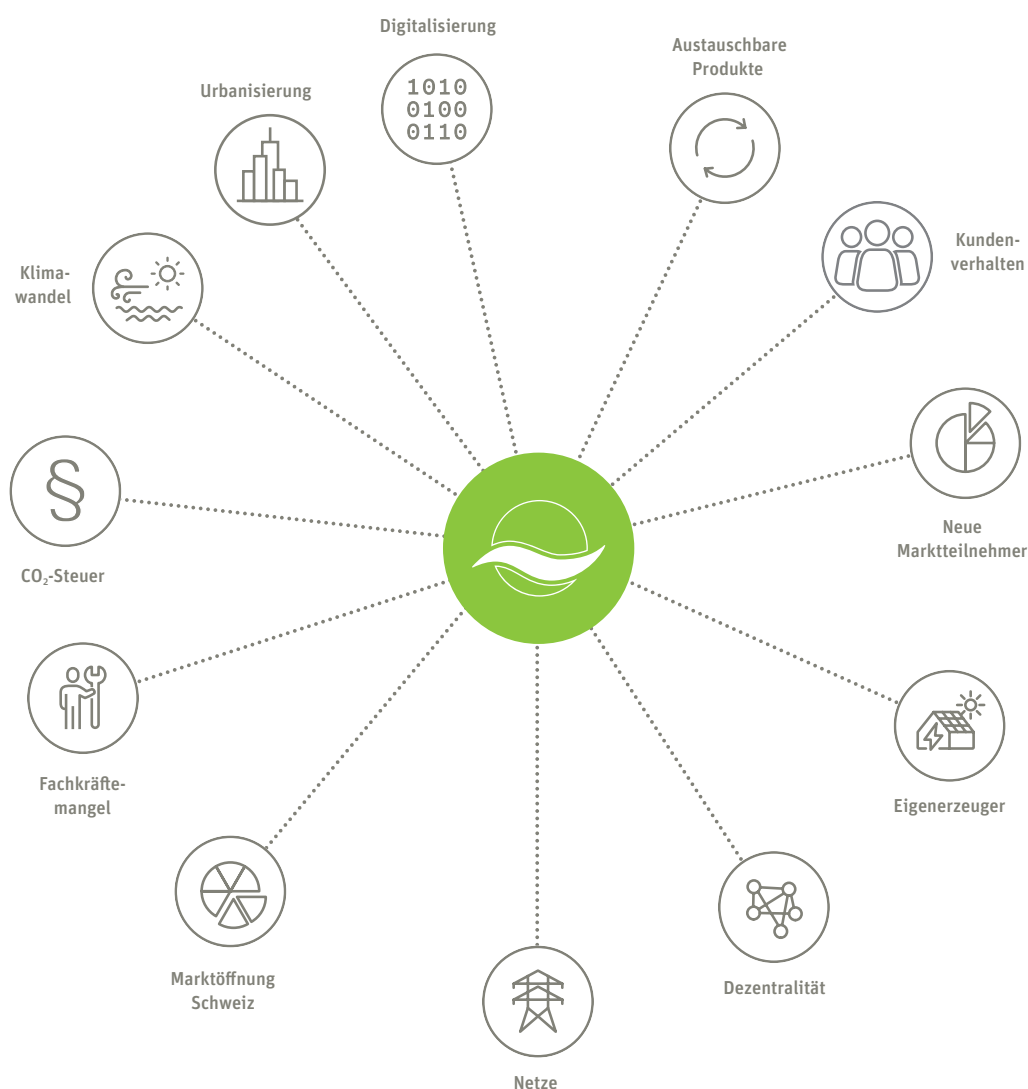 Digitalisierung
1010
0100
0110
Austauschbare
Produkte
Urbanisierung
Kunden-
verhalten
Klima-
wandel
§
Neue
Marktteilnehmer
CO₂-Steuer
Fachkräfte-
mangel
Eigenerzeuger
Marktöffnung
Schweiz
Dezentralität
Netze